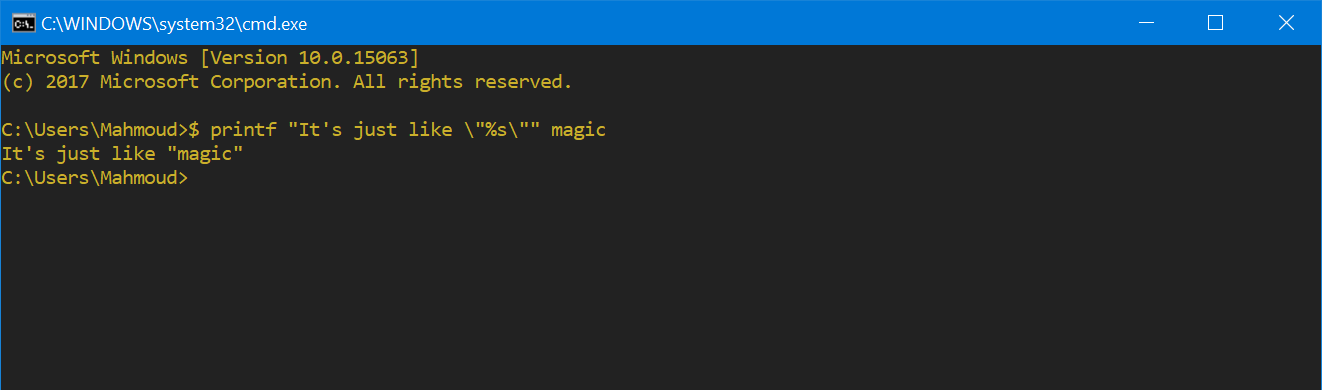 C:\WINDOWS\system32\cmd.exe
Microsoft Windows [Version 10.0.15063]
(c) 2017 Microsoft Corporation. All rights reserved.
C:\Users\Mahmoud>$ printf "It's just like \"%s\"" magic
It's just like "magic"
C:\Users\Mahmoud>